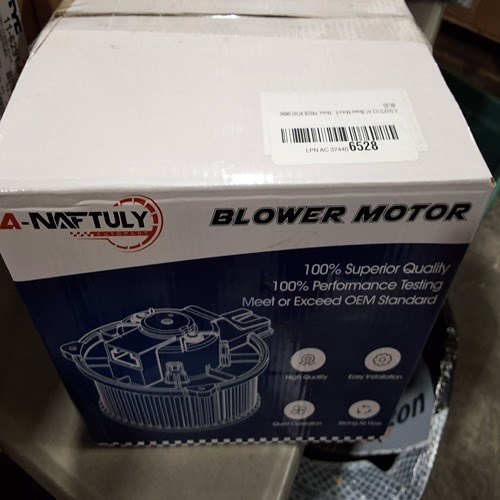 LPN AC 37440 6528
A-NAFTULY
AUTOPART
BLOWER MOTOR
100% Superior Quality
100% Performance Testing
Meet or Exceed OEM Standard
High Quality
Easy Installation
Quiet Operation
Strong Air Flow